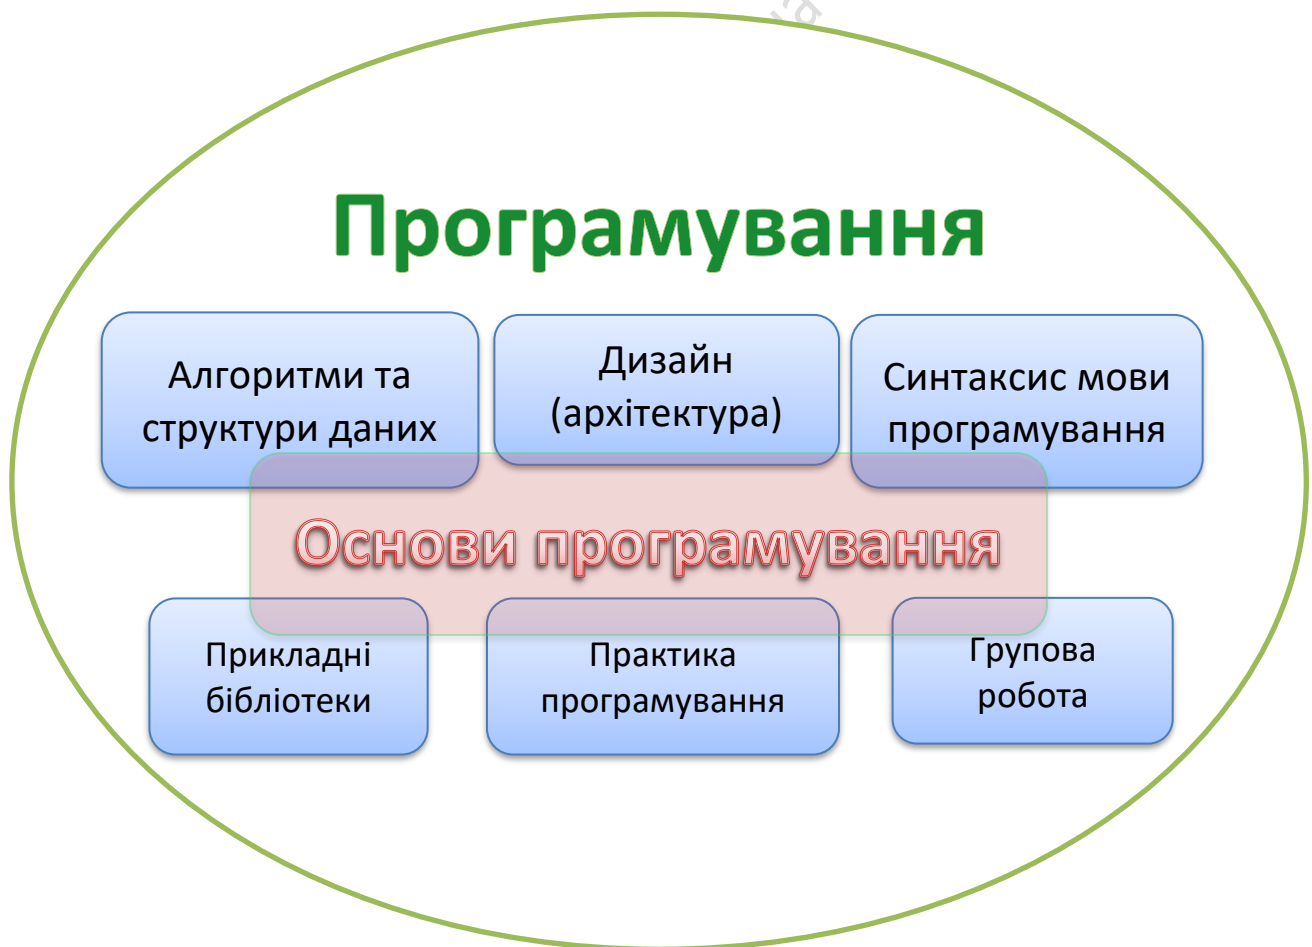 Програмування
Алгоритми та
структури даних
Дизайн
(архітектура)
Синтаксис мови
програмування
Основи програмування
Прикладні
бібліотеки
Практика
програмування
Групова
робота